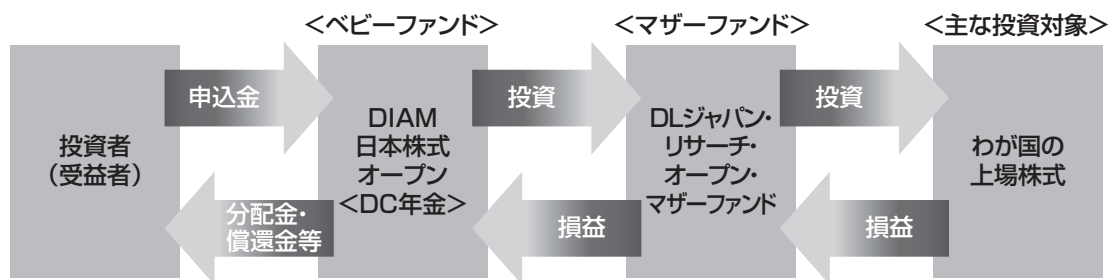 <ベビーファンド>
<マザーファンド>
<主な投資対象>
投資者
(受益者)
申込金
分配金・
償還金等
DIAM
日本株式
オープン
<DC年金>
投資
損益
DLジャパン・
リサーチ・
オープン・
マザーファンド
投資
損益
わが国の
上場株式